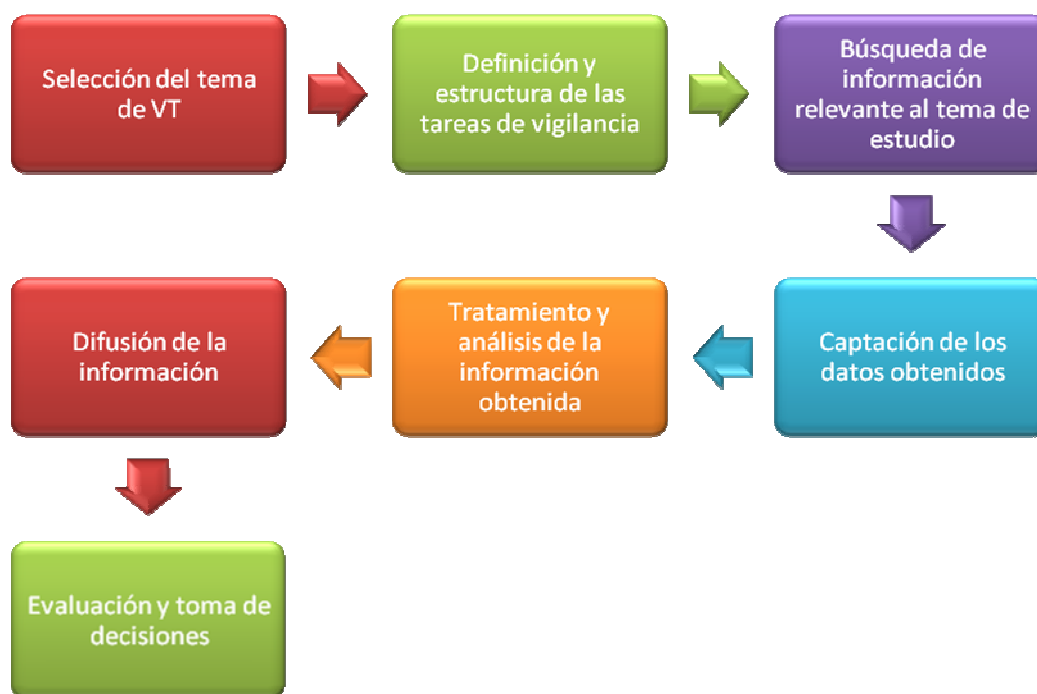 Selección del tema
de VT
Definición y
estructura de las
tareas de vigilancia
Búsqueda de
información
relevante al tema de
estudio
Captación de los
datos obtenidos
Tratamiento y
análisis de la
información
obtenida
Difusión de la
información
Evaluación y toma de
decisiones